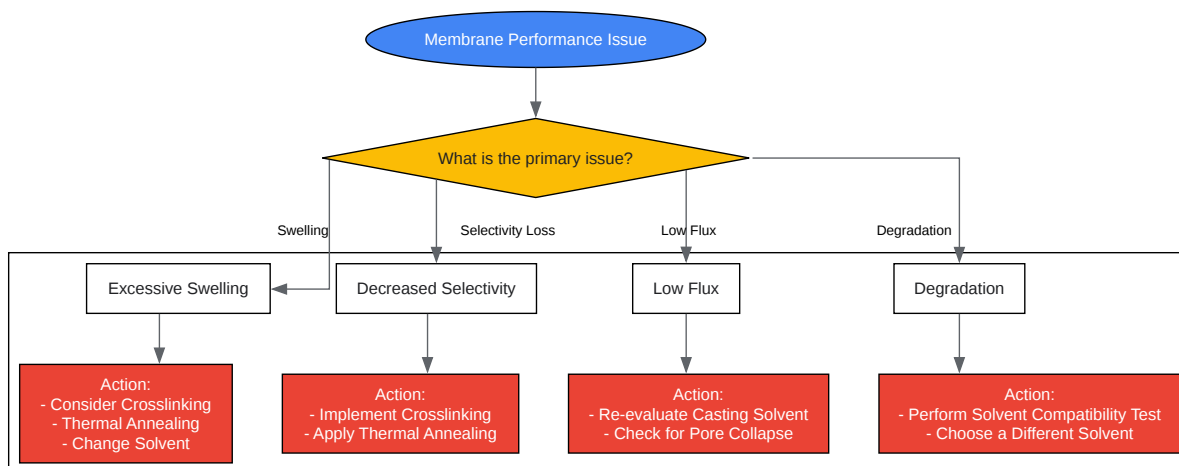 Membrane Performance Issue
What is the primary issue?
Swelling
Selectivity Loss
Low Flux
Degradation
Excessive Swelling
Decreased Selectivity
Low Flux
Degradation
Action:
- Consider Crosslinking
- Thermal Annealing
- Change Solvent
Action:
- Implement Crosslinking
- Apply Thermal Annealing
Action:
- Re-evaluate Casting Solvent
- Check for Pore Collapse
Action:
- Perform Solvent Compatibility Test
- Choose a Different Solvent